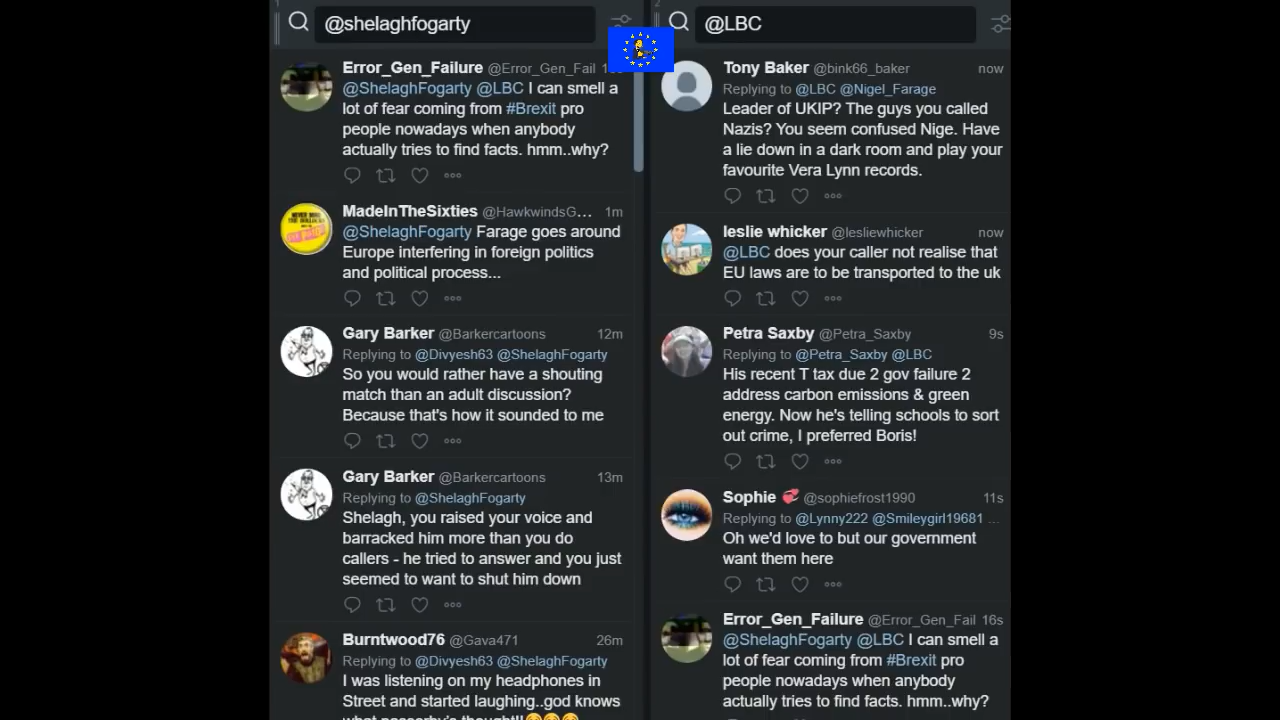 1
@shelaghfogarty
Error_Gen_Failure @Error_Gen_Fail
@ShelaghFogarty @LBC I can smell a
lot of fear coming from #Brexit pro
people nowadays when anybody
actually tries to find facts. hmm..why?
MadeInTheSixties @HawkwindsG... 1m
@ShelaghFogarty Farage goes around
Europe interfering in foreign politics
and political process...
Gary Barker @Barkercartoons 12m
Replying to @Divyesh63 @ShelaghFogarty
So you would rather have a shouting
match than an adult discussion?
Because that's how it sounded to me
Gary Barker @Barkercartoons 13m
Replying to @ShelaghFogarty
Shelagh, you raised your voice and
barracked him more than you do
callers - he tried to answer and you just
seemed to want to shut him down
Burntwood76 @Gava471 26m
Replying to @Divyesh63 @ShelaghFogarty
I was listening on my headphones in
Street and started laughing..god knows
what passerby's thought!!😂😂😂
2
@LBC
Tony Baker @bink66_baker now
Replying to @LBC @Nigel_Farage
Leader of UKIP? The guys you called
Nazis? You seem confused Nige. Have
a lie down in a dark room and play your
favourite Vera Lynn records.
leslie whicker @lesliewhicker now
@LBC does your caller not realise that
EU laws are to be transported to the uk
Petra Saxby @Petra_Saxby 9s
Replying to @Petra_Saxby @LBC
His recent T tax due 2 gov failure 2
address carbon emissions & green
energy. Now he's telling schools to sort
out crime, I preferred Boris!
Sophie 💞 @sophiefrost1990 11s
Replying to @Lynny222 @Smileygirl19681 ...
Oh we'd love to but our government
want them here
Error_Gen_Failure @Error_Gen_Fail 16s
@ShelaghFogarty @LBC I can smell a
lot of fear coming from #Brexit pro
people nowadays when anybody
actually tries to find facts. hmm..why?